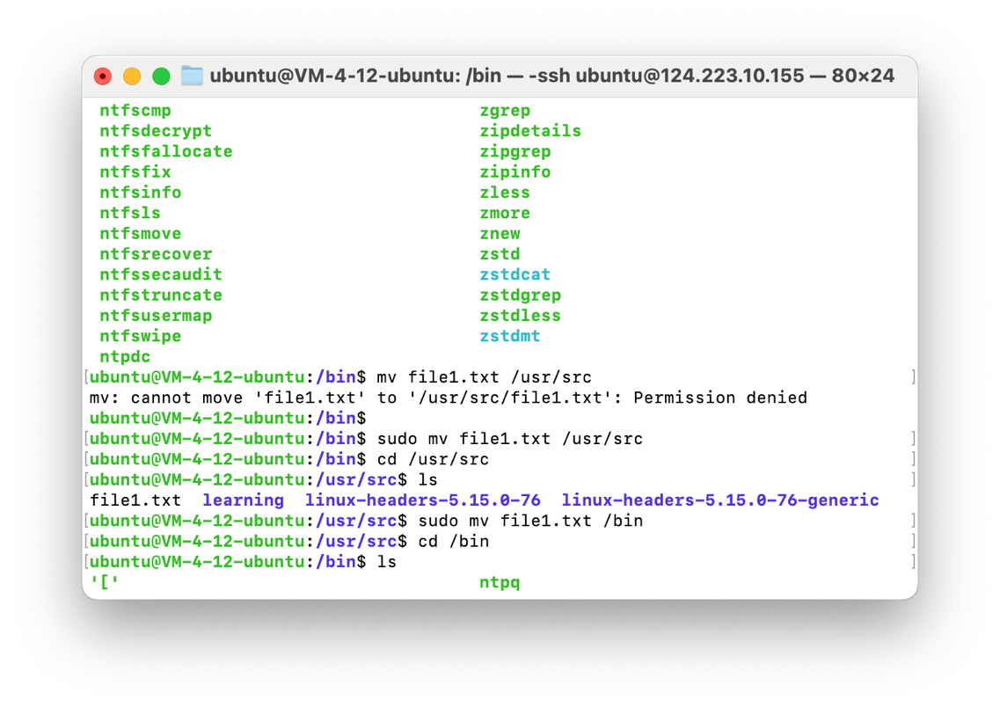 ubuntu@VM-4-12-ubuntu: /bin — -ssh ubuntu@124.223.10.155 — 80×24
ntfscmp zgrep
ntfsdecrypt zipdetails
ntfsfallocate zipgrep
ntfsfix zipinfo
ntfsinfo zless
ntfsls zmore
ntfsmove znew
ntfsrecover zstd
ntfssecaudit zstdcat
ntfstruncate zstdgrep
ntfsusermap zstdless
ntfswipe zstdmt
ntpdc
[ubuntu@VM-4-12-ubuntu:/bin$ mv file1.txt /usr/src ]
mv: cannot move 'file1.txt' to '/usr/src/file1.txt': Permission denied
ubuntu@VM-4-12-ubuntu:/bin$
[ubuntu@VM-4-12-ubuntu:/bin$ sudo mv file1.txt /usr/src ]
[ubuntu@VM-4-12-ubuntu:/bin$ cd /usr/src ]
[ubuntu@VM-4-12-ubuntu:/usr/src$ ls ]
file1.txt learning linux-headers-5.15.0-76 linux-headers-5.15.0-76-generic
[ubuntu@VM-4-12-ubuntu:/usr/src$ sudo mv file1.txt /bin ]
[ubuntu@VM-4-12-ubuntu:/usr/src$ cd /bin ]
[ubuntu@VM-4-12-ubuntu:/bin$ ls ]
'[' ntpq